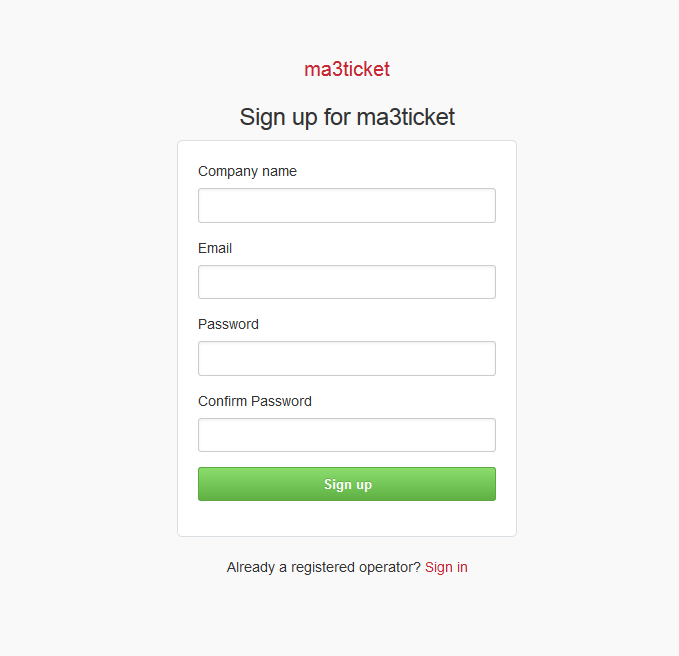 ma3ticket
Sign up for ma3ticket
Company name
Email
Password
Confirm Password
Sign up
Already a registered operator? Sign in